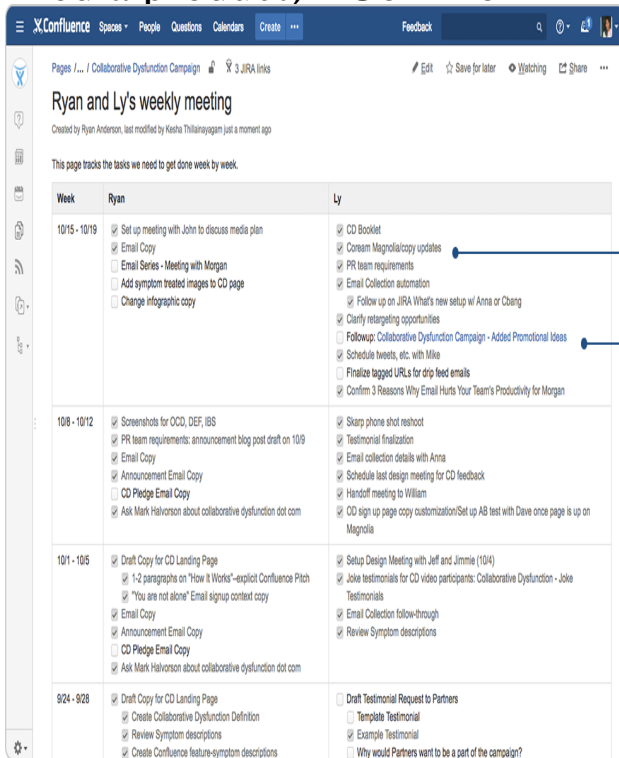 Confluence Spaces People Questions Calendars Create ••• Feedback
Pages /... / Collaborative Dysfunction Campaign 3 JIRA links
Edit Save for later Watching Share •••
Ryan and Ly's weekly meeting
Created by Ryan Anderson, last modified by Kesha Thillainayagam just a moment ago
This page tracks the tasks we need to get done week by week.
Week Ryan Ly
10/15 - 10/19
Set up meeting with John to discuss media plan
Email Copy
Email Series - Meeting with Morgan
Add symptom treated images to CD page
Change infographic copy
CD Booklet
Coream Magnolia/copy updates
PR team requirements
Email Collection automation
Follow up on JIRA What's new setup w/ Anna or Cbang
Clarify retargeting opportunities
Followup: Collaborative Dysfunction Campaign - Added Promotional Ideas
Schedule tweets, etc. with Mike
FInalize tagged URLs for drip feed emails
Confirm 3 Reasons Why Email Hurts Your Team's Productivity for Morgan
10/8 - 10/12
Screenshots for OCD, DEF, IBS
PR team requirements: announcement blog post draft on 10/9
Email Copy
Announcement Email Copy
CD Pledge Email Copy
Ask Mark Halvorson about collaborative dysfunction dot com
Skarp phone shot reshoot
Testimonial finalization
Email collection details with Anna
Schedule last design meeting for CD feedback
Handoff meeting to William
OD sign up page copy customization/Set up AB test with Dave once page is up on
Magnolia
10/1 - 10/5
Draft Copy for CD Landing Page
1-2 paragraphs on "How It Works"–explicit Confluence Pitch
"You are not alone" Email signup context copy
Email Copy
Announcement Email Copy
CD Pledge Email Copy
Ask Mark Halvorson about collaborative dysfunction dot com
Setup Design Meeting with Jeff and Jimmie (10/4)
Joke testimonials for CD video participants: Collaborative Dysfunction - Joke
Testimonials
Email Collection follow-through
Review Symptom descriptions
9/24 - 9/28
Draft Copy for CD Landing Page
Create Collaborative Dysfunction Definition
Review Symptom descriptions
Create Confluence feature-symptom descriptions
Draft Testimonial Request to Partners
Template Testimonial
Example Testimonial
Why would Partners want to be a part of the campaign?